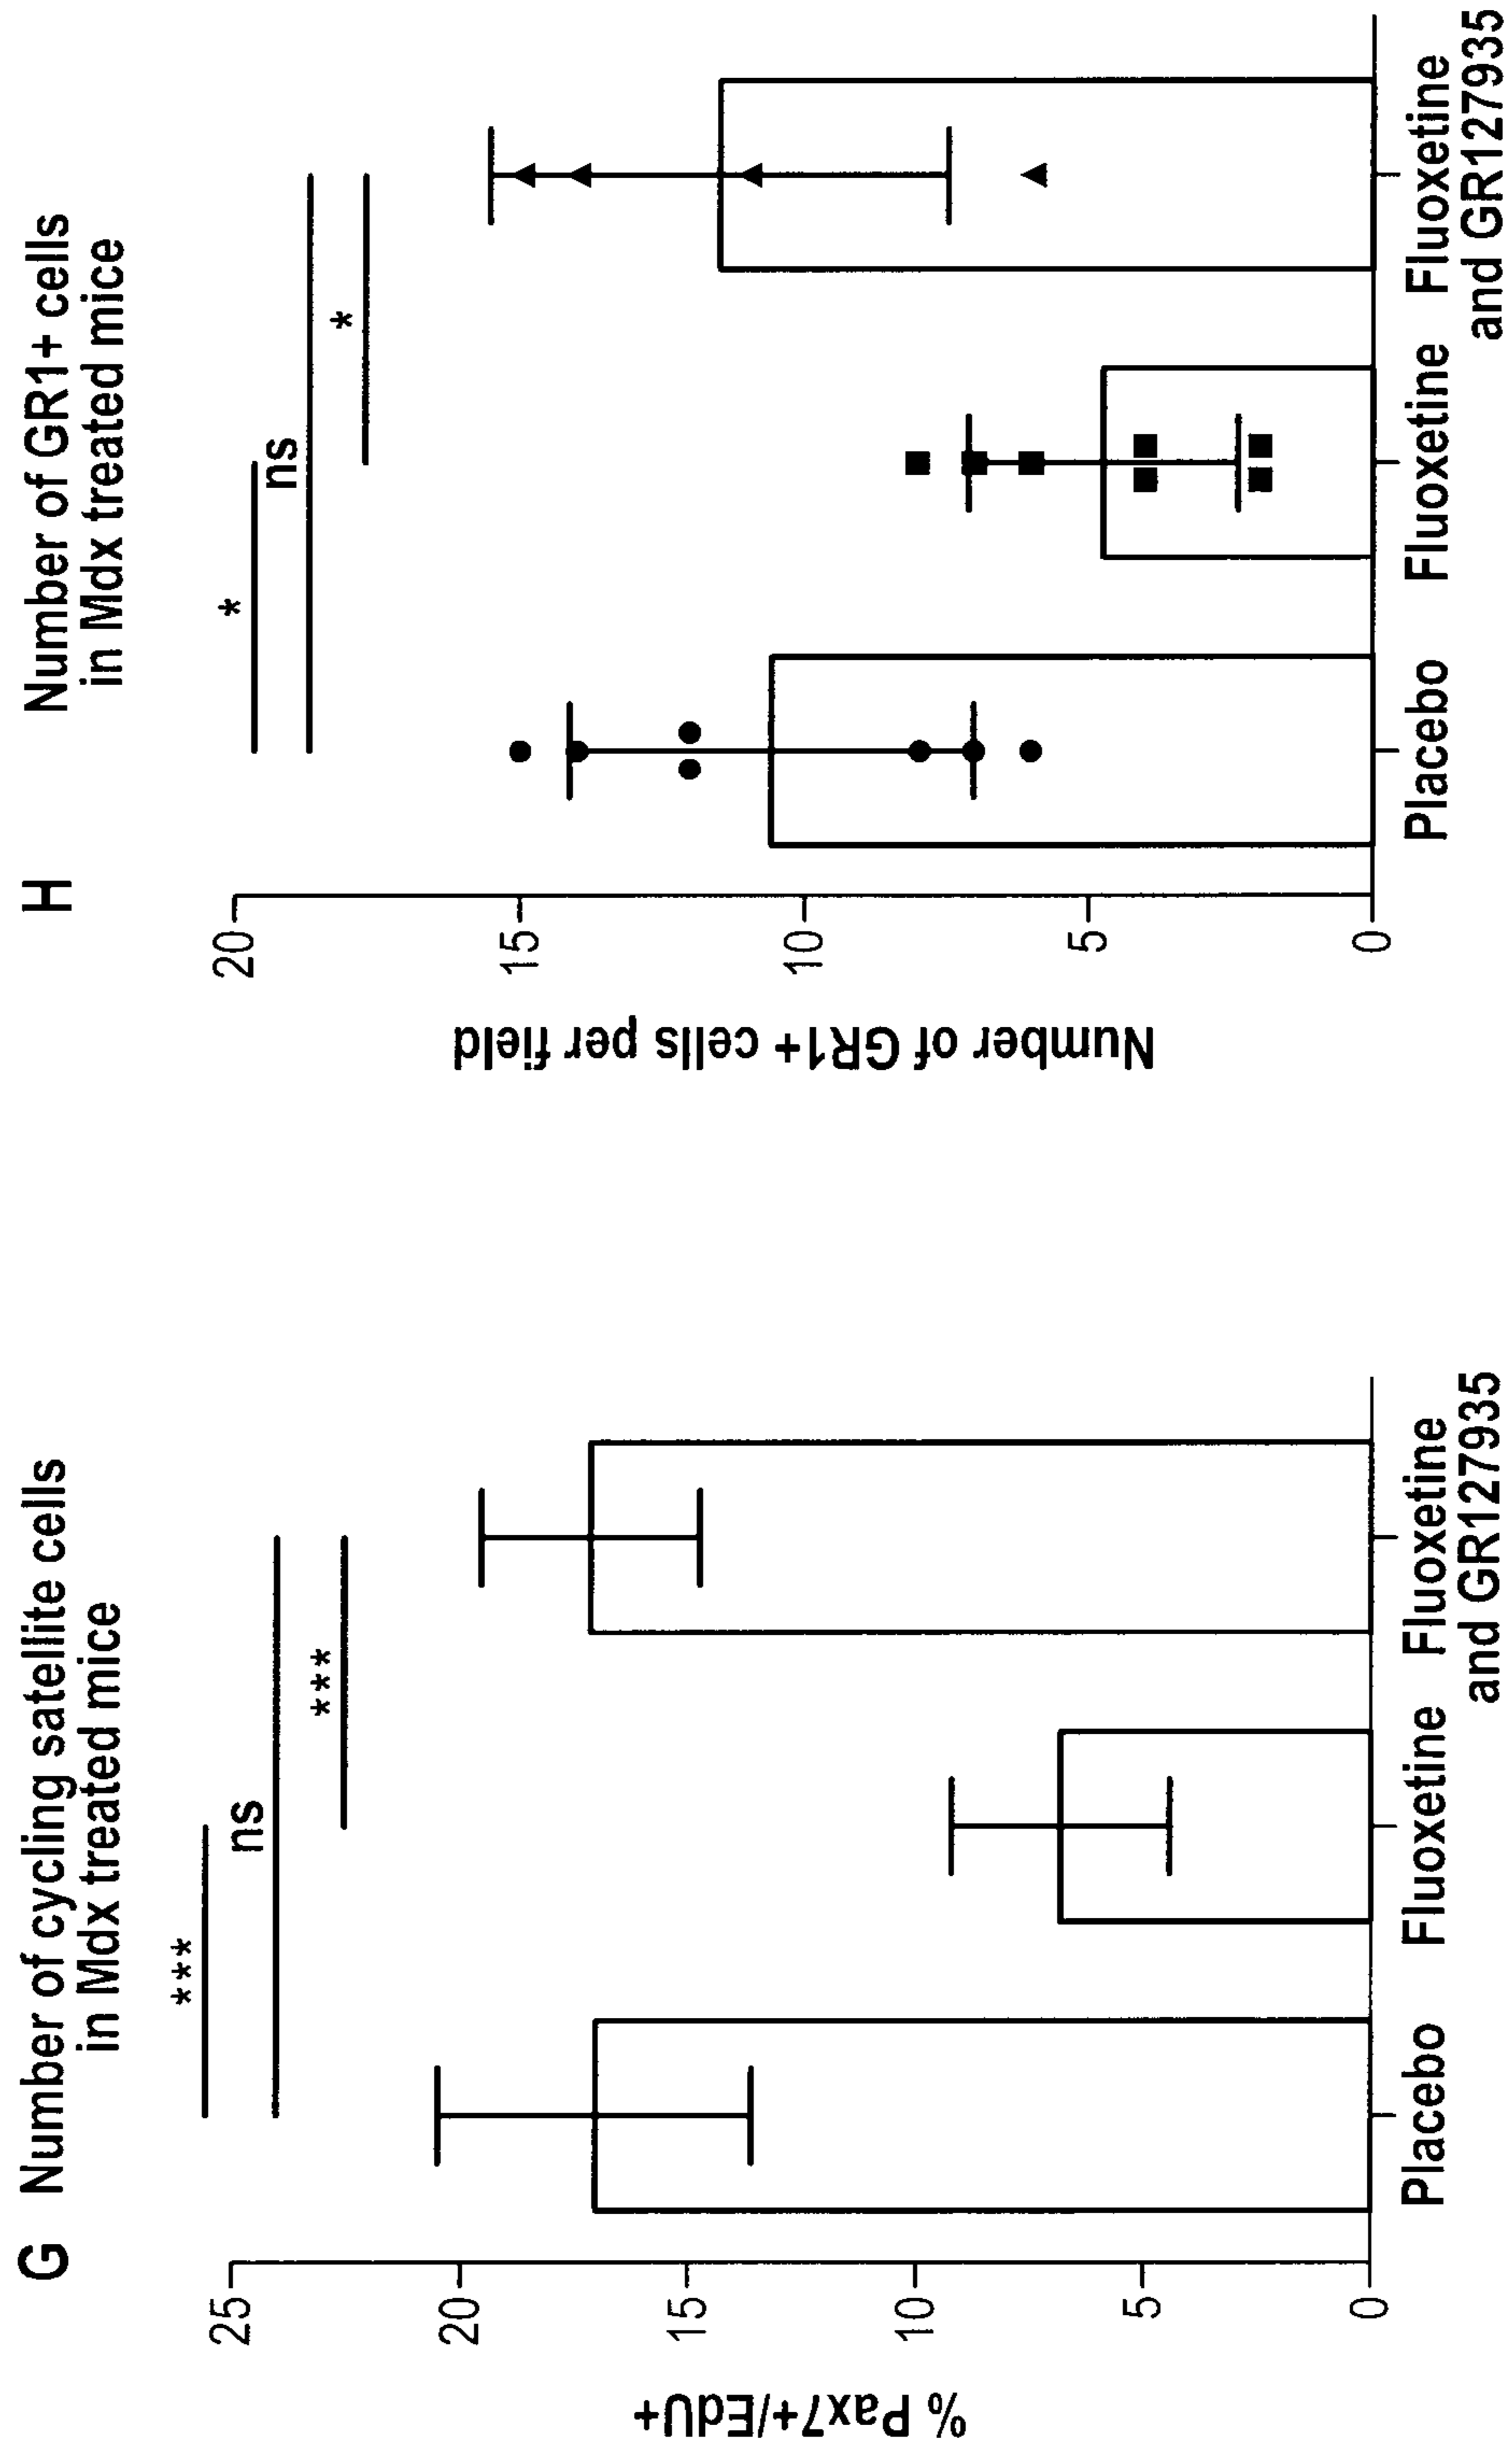 G
Number of cycling satellite cells
in Mdx treated mice
***
ns
***
% Pax7+/EdU+
25
20
15
10
5
0
Placebo
Fluoxetine
Fluoxetine
and GR127935
H
Number of GR1+ cells
in Mdx treated mice
*
ns
*
Number of GR1+ cells per field
20
15
10
5
0
Placebo
Fluoxetine
Fluoxetine
and GR127935